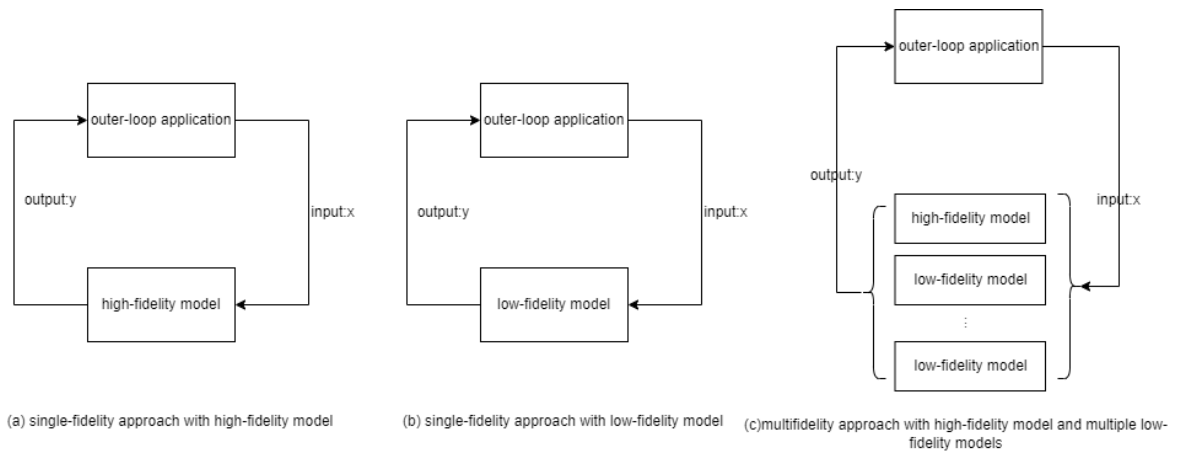 outer-loop application
output:y
input:x
high-fidelity model
(a) single-fidelity approach with high-fidelity model
outer-loop application
output:y
input:x
low-fidelity model
(b) single-fidelity approach with low-fidelity model
outer-loop application
output:y
input:x
high-fidelity model
low-fidelity model
⋮
low-fidelity model
(c)multifidelity approach with high-fidelity model and multiple low-
fidelity models